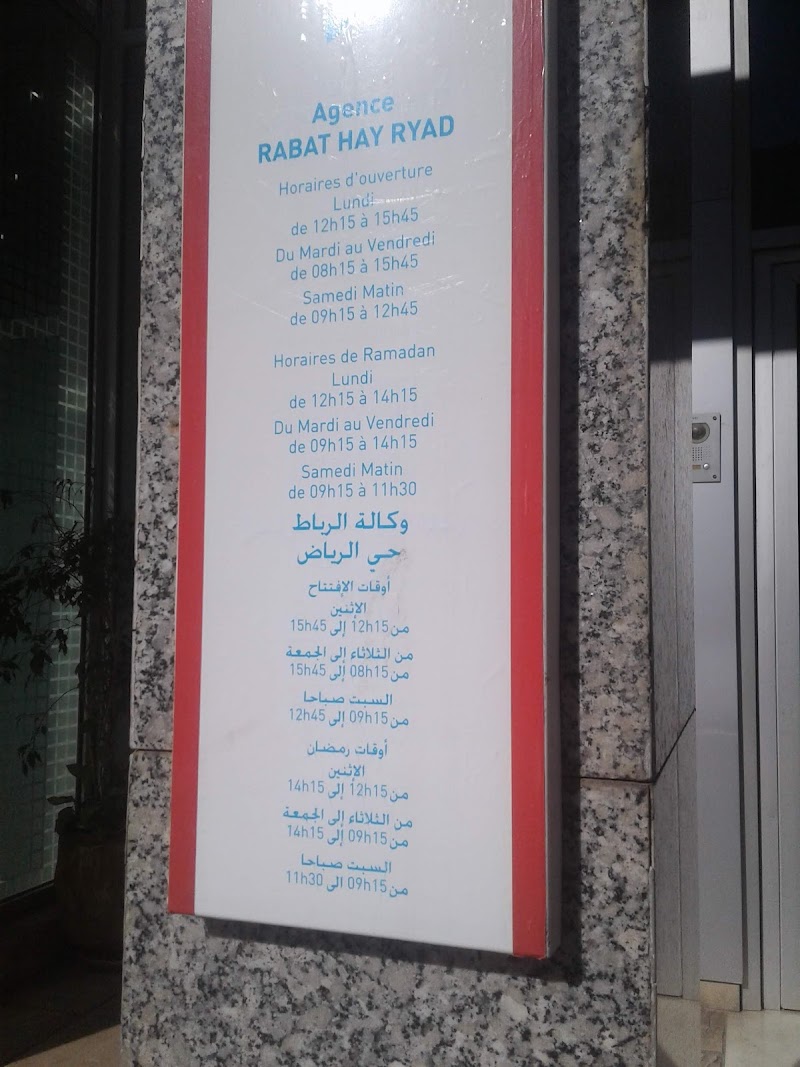 Agence
RABAT HAY RYAD
Horaires d'ouverture
Lundi
de 12h15 à 15h45
Du Mardi au Vendredi
de 08h15 à 15h45
Samedi Matin
de 09h15 à 12h45
Horaires de Ramadan
Lundi
de 12h15 à 14h15
Du Mardi au Vendredi
de 09h15 à 14h15
Samedi Matin
de 09h15 à 11h30
وكالة الرباط
حي الرياض
أوقات الإفتتاح
الإثنين
من 12h15 إلى 15h45
من الثلاثاء إلى الجمعة
من 08h15 إلى 15h45
السبت صباحا
من 09h15 إلى 12h45
أوقات رمضان
الإثنين
من 12h15 إلى 14h15
من الثلاثاء إلى الجمعة
من 09h15 إلى 14h15
السبت صباحا
من 09h15 الى 11h30